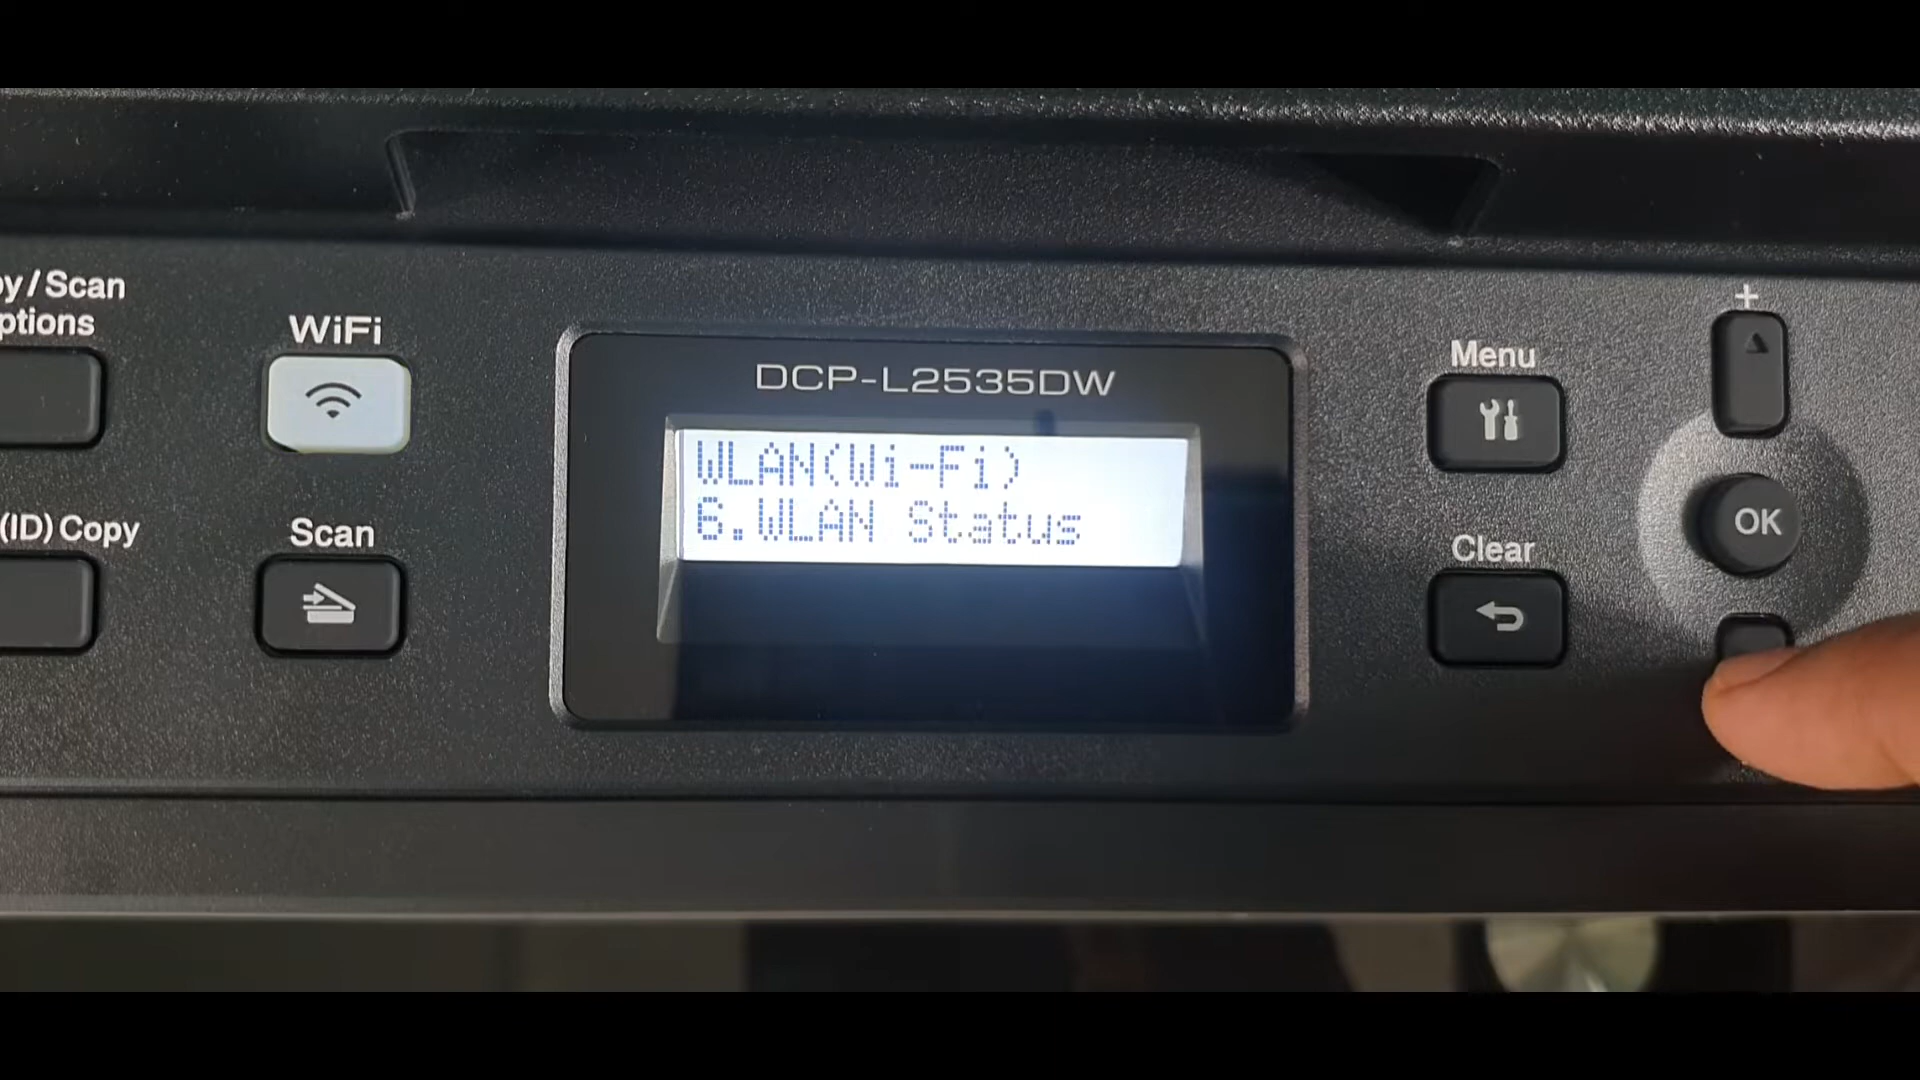 py/Scan
ptions
WiFi
(ID) Copy
Scan
DCP-L2535DW
WLAN(Wi-Fi)
6.WLAN Status
Menu
Clear
+
OK